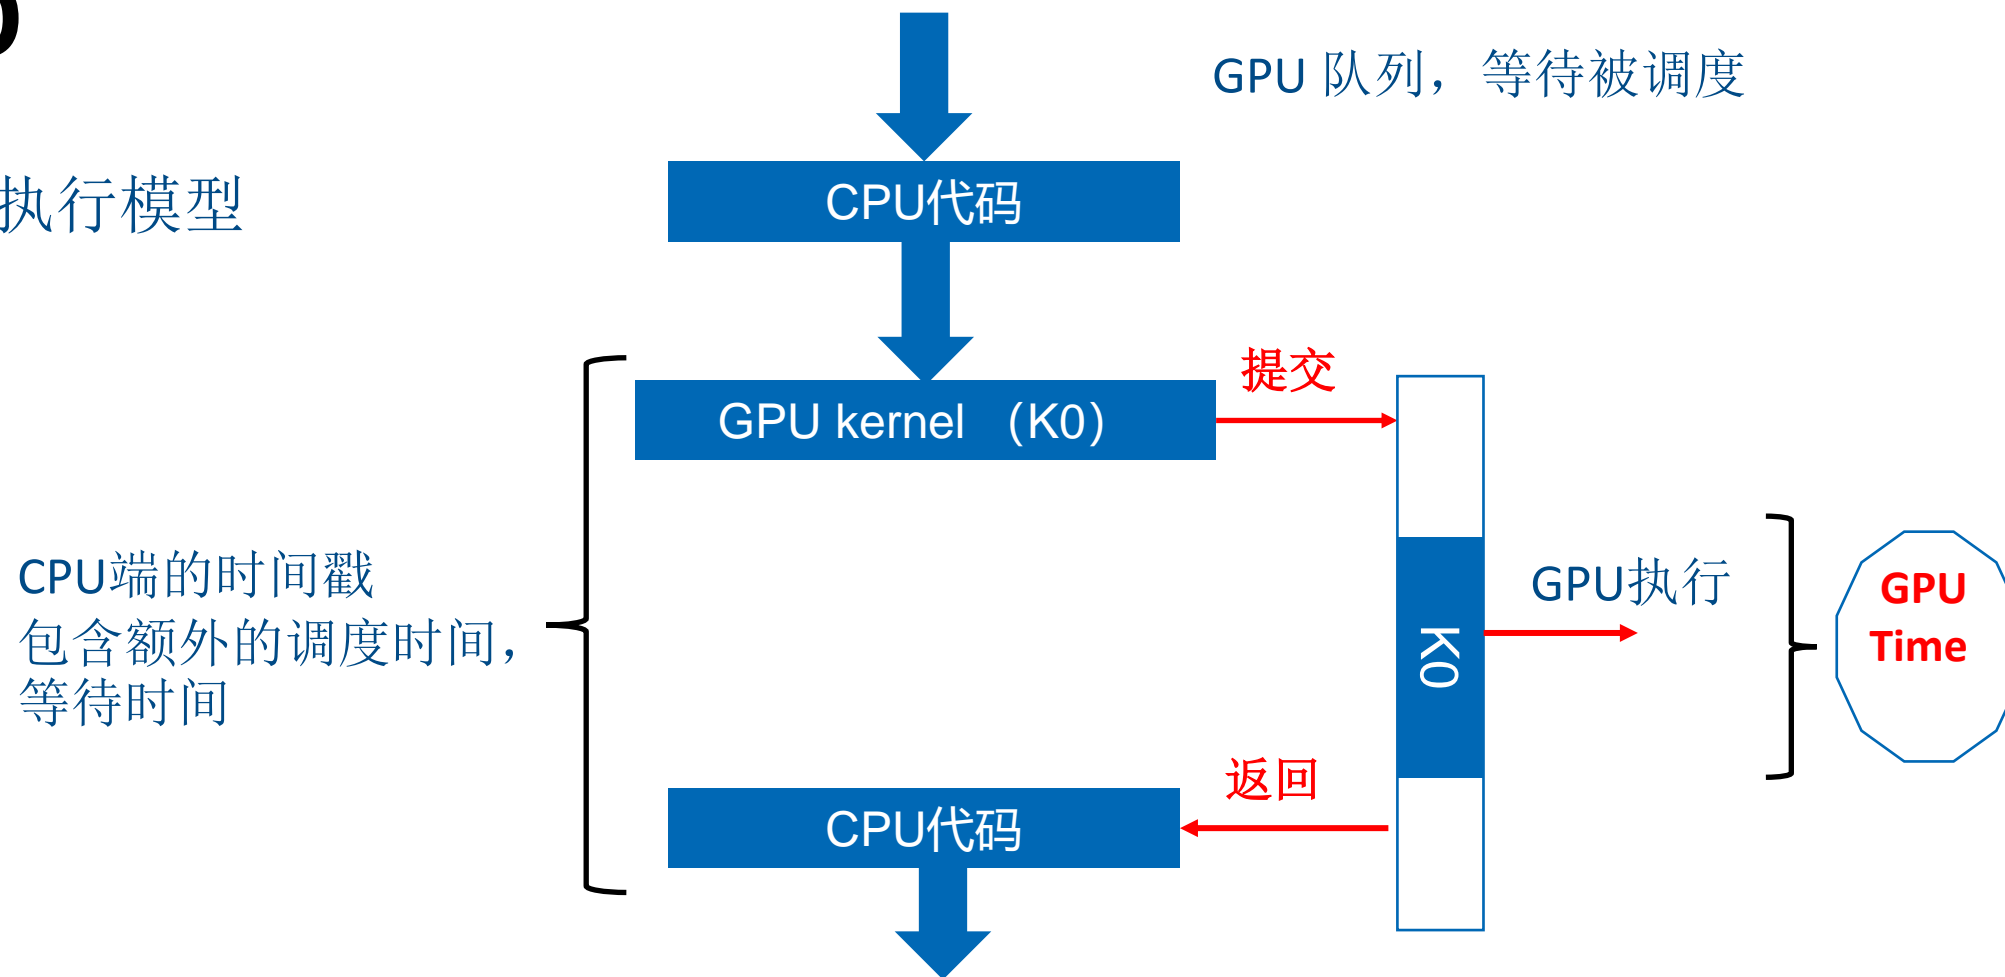 GPU 队列，等待被调度
CPU代码
执行模型
提交
GPU kernel （K0）
GPU执行
CPU端的时间戳
包含额外的调度时间，
等待时间
K0
GPU
Time
返回
CPU代码